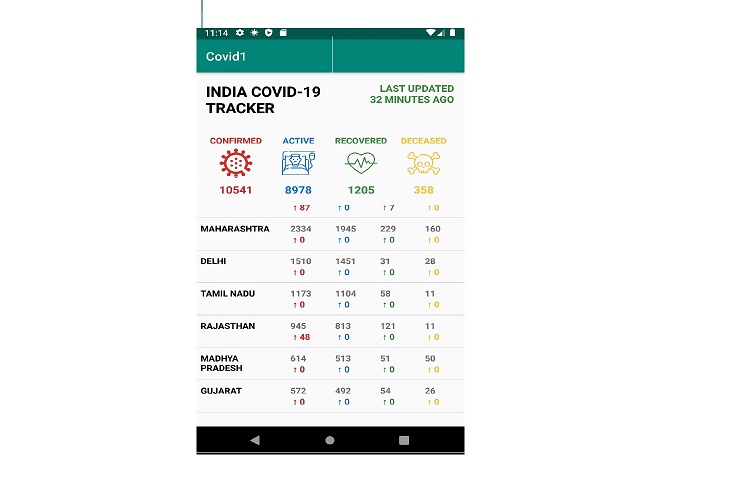 11:14
Covid1
INDIA COVID-19
TRACKER
LAST UPDATED
32 MINUTES AGO
CONFIRMED ACTIVE RECOVERED DECEASED
10541 8978 1205 358
↑ 87 ↑ 0 ↑ 7 ↑ 0
MAHARASHTRA 2334 1945 229 160
↑ 0 ↑ 0 ↑ 0 ↑ 0
DELHI 1510 1451 31 28
↑ 0 ↑ 0 ↑ 0 ↑ 0
TAMIL NADU 1173 1104 58 11
↑ 0 ↑ 0 ↑ 0 ↑ 0
RAJASTHAN 945 813 121 11
↑ 48 ↑ 0 ↑ 0 ↑ 0
MADHYA 614 513 51 50
PRADESH ↑ 0 ↑ 0 ↑ 0 ↑ 0
GUJARAT 572 492 54 26
↑ 0 ↑ 0 ↑ 0 ↑ 0